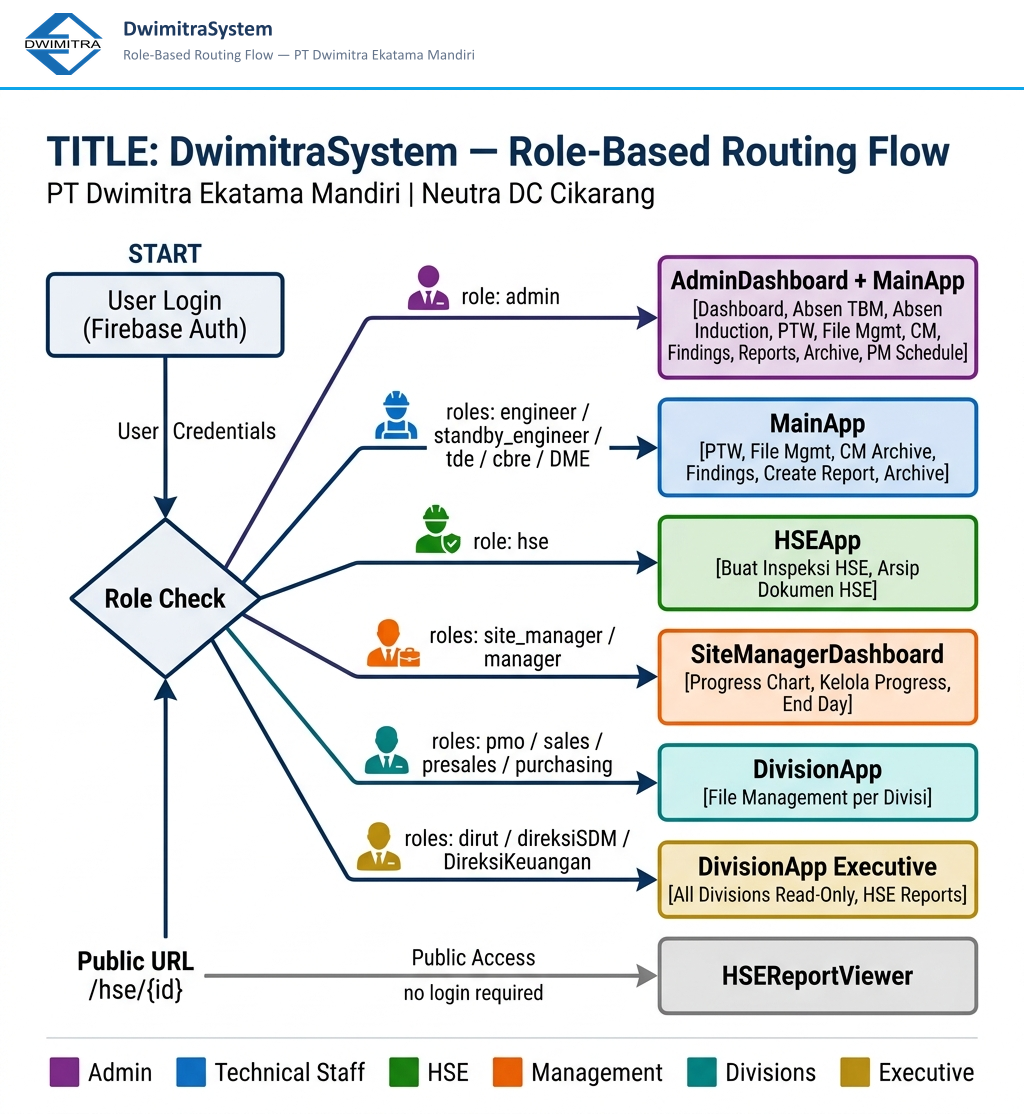 DWIMITRA
DwimitraSystem
Role-Based Routing Flow — PT Dwimitra Ekatama Mandiri
TITLE: DwimitraSystem — Role-Based Routing Flow
PT Dwimitra Ekatama Mandiri | Neutra DC Cikarang
START
User Login
(Firebase Auth)
User Credentials
Role Check
role: admin
AdminDashboard + MainApp
[Dashboard, Absen TBM, Absen
Induction, PTW, File Mgmt, CM,
Findings, Reports, Archive, PM Schedule]
roles: engineer /
standby_engineer /
tde / cbre / DME
MainApp
[PTW, File Mgmt, CM Archive,
Findings, Create Report, Archive]
role: hse
HSEApp
[Buat Inspeksi HSE, Arsip
Dokumen HSE]
roles: site_manager /
manager
SiteManagerDashboard
[Progress Chart, Kelola Progress,
End Day]
roles: pmo / sales /
presales / purchasing
DivisionApp
[File Management per Divisi]
roles: dirut / direksiSDM /
DireksiKeuangan
DivisionApp Executive
[All Divisions Read-Only, HSE Reports]
Public URL
/hse/{id}
Public Access
no login required
HSEReportViewer
Admin
Technical Staff
HSE
Management
Divisions
Executive